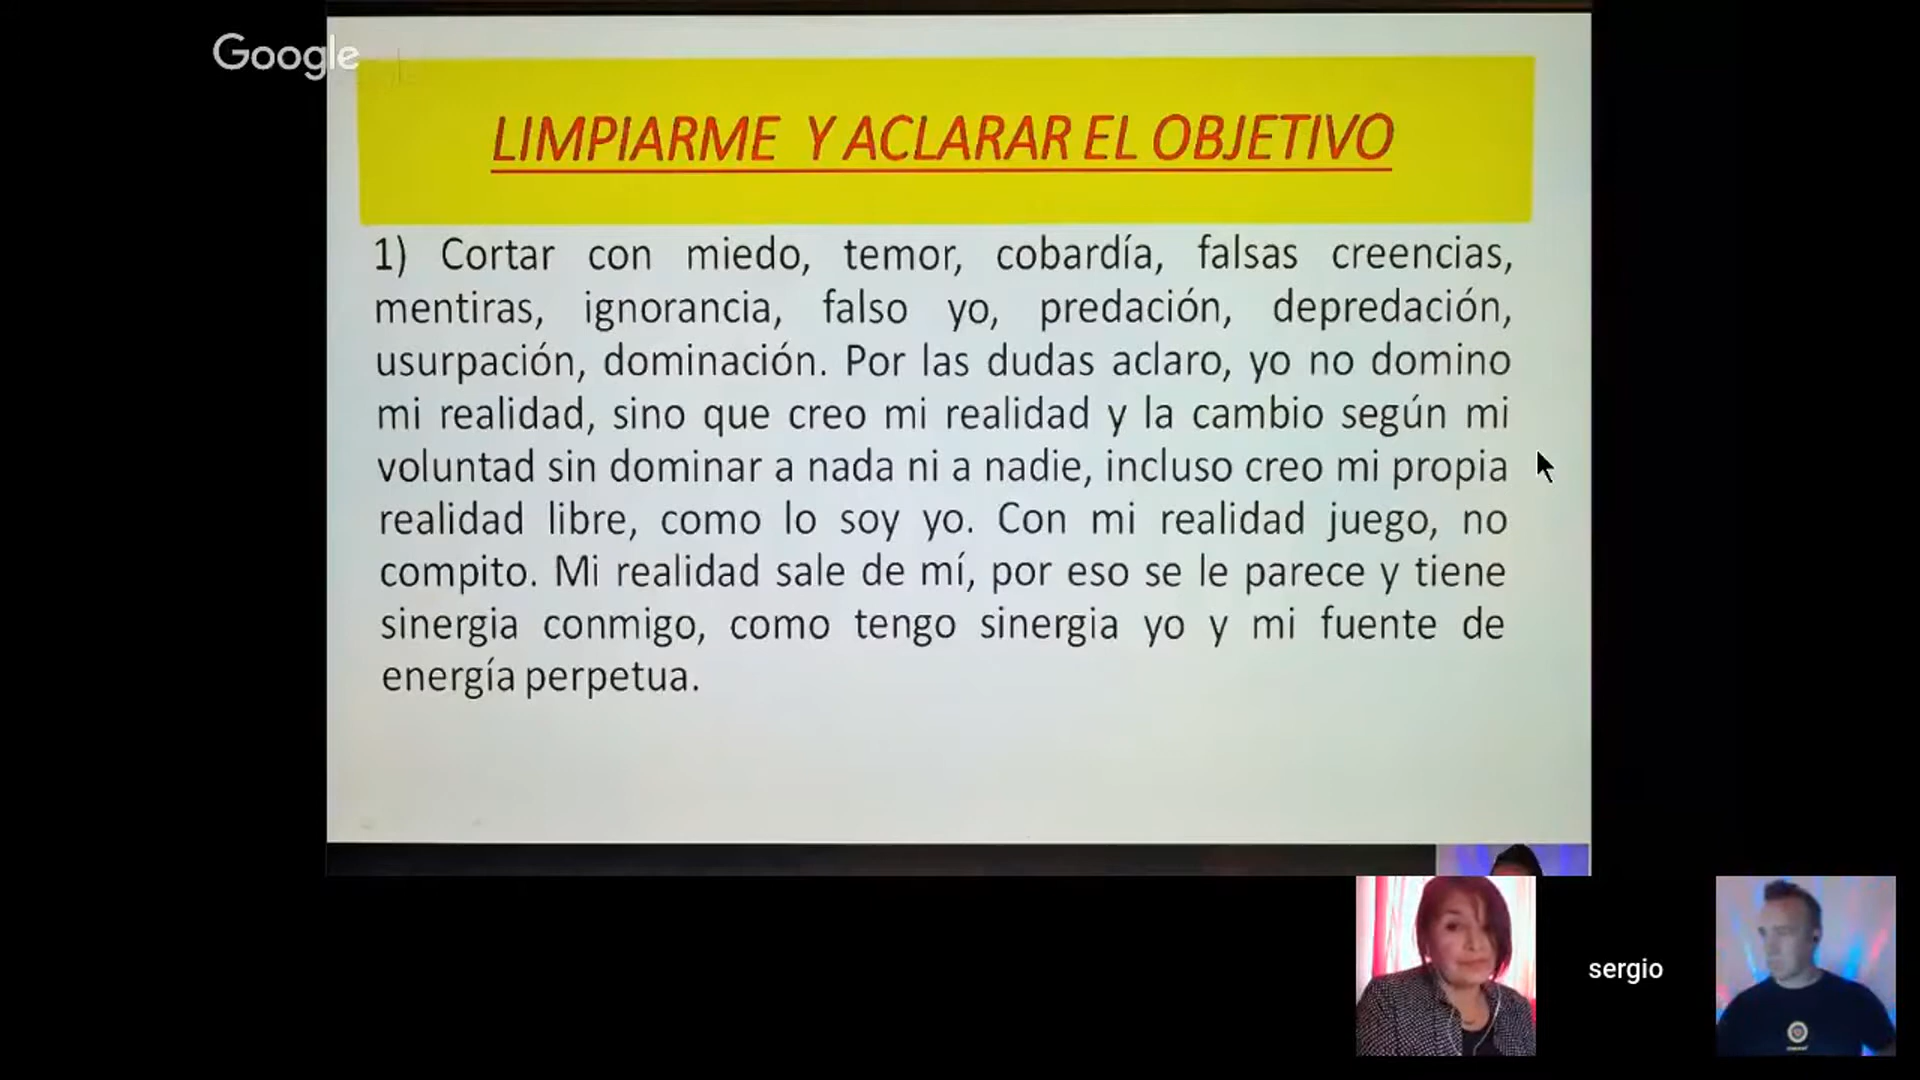 Google
LIMPIARME Y ACLARAR EL OBJETIVO
1) Cortar con miedo, temor, cobardía, falsas creencias,
mentiras, ignorancia, falso yo, predación, depredación,
usurpación, dominación. Por las dudas aclaro, yo no domino
mi realidad, sino que creo mi realidad y la cambio según mi
voluntad sin dominar a nada ni a nadie, incluso creo mi propia
realidad libre, como lo soy yo. Con mi realidad juego, no
compito. Mi realidad sale de mí, por eso se le parece y tiene
sinergia conmigo, como tengo sinergia yo y mi fuente de
energía perpetua.
sergio